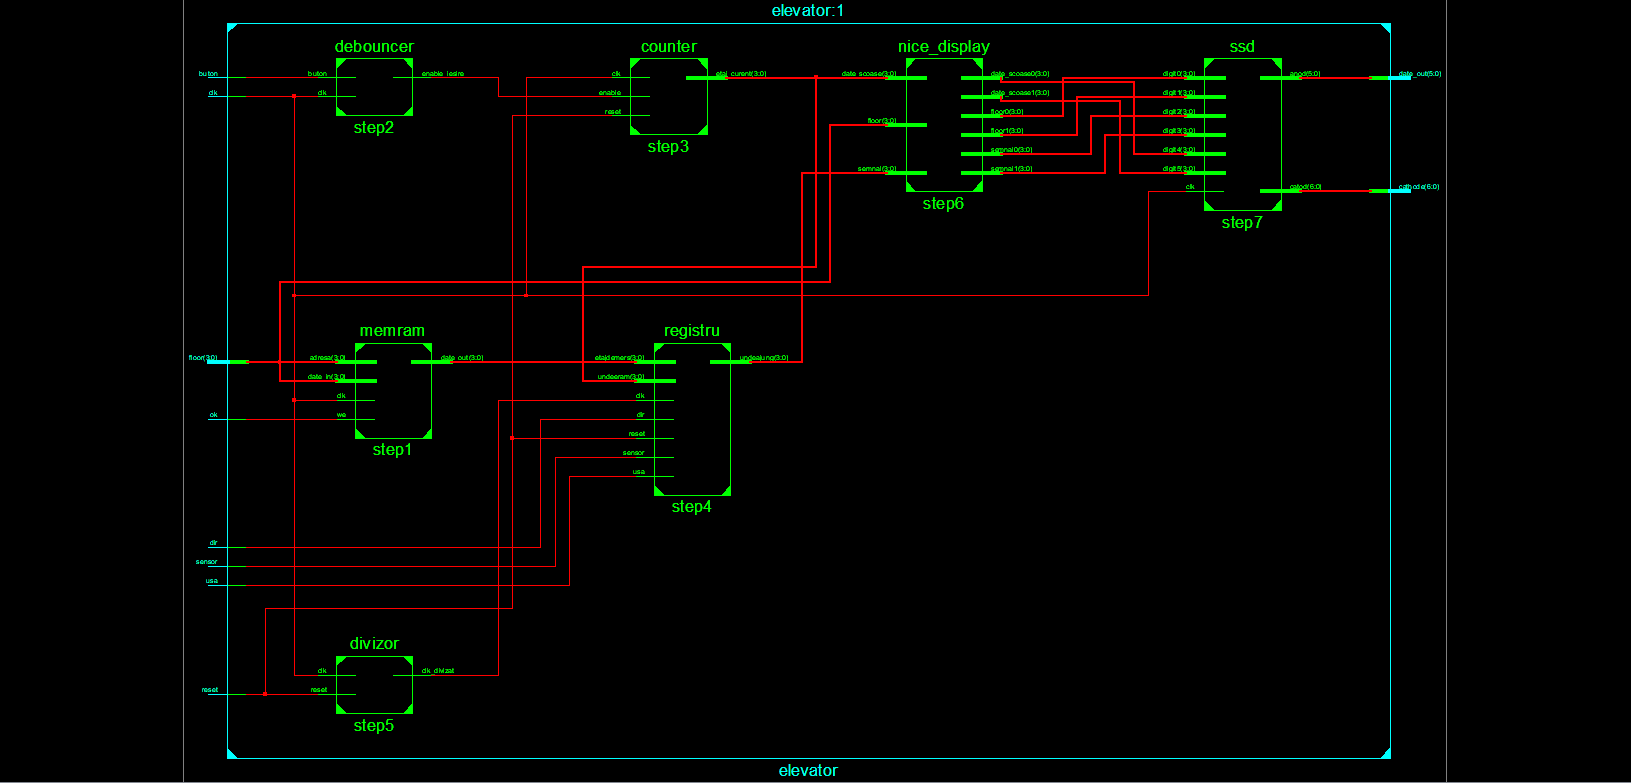 elevator:1
debouncer
counter
nice_display
ssd
buton
clk
buton
clk
enable_iesire
step2
clk
enable
reset
etaj_curent(3:0)
step3
date_scoase(3:0)
floor(3:0)
semnal(3:0)
date_scoase0(3:0)
date_scoase1(3:0)
floor0(3:0)
floor1(3:0)
semnal0(3:0)
semnal1(3:0)
step6
digit0(3:0)
digit1(3:0)
digit2(3:0)
digit3(3:0)
digit4(3:0)
digit5(3:0)
clk
anod(5:0)
catod(6:0)
step7
date_out(5:0)
cathode(6:0)
memram
registru
floor(3:0)
ok
adresa(3:0)
date_in(3:0)
clk
we
date_out(3:0)
step1
etajdemers(3:0)
undeeram(3:0)
clk
dir
reset
sensor
usa
undeajung(3:0)
step4
dir
sensor
usa
divizor
reset
clk
reset
clk_divizat
step5
elevator